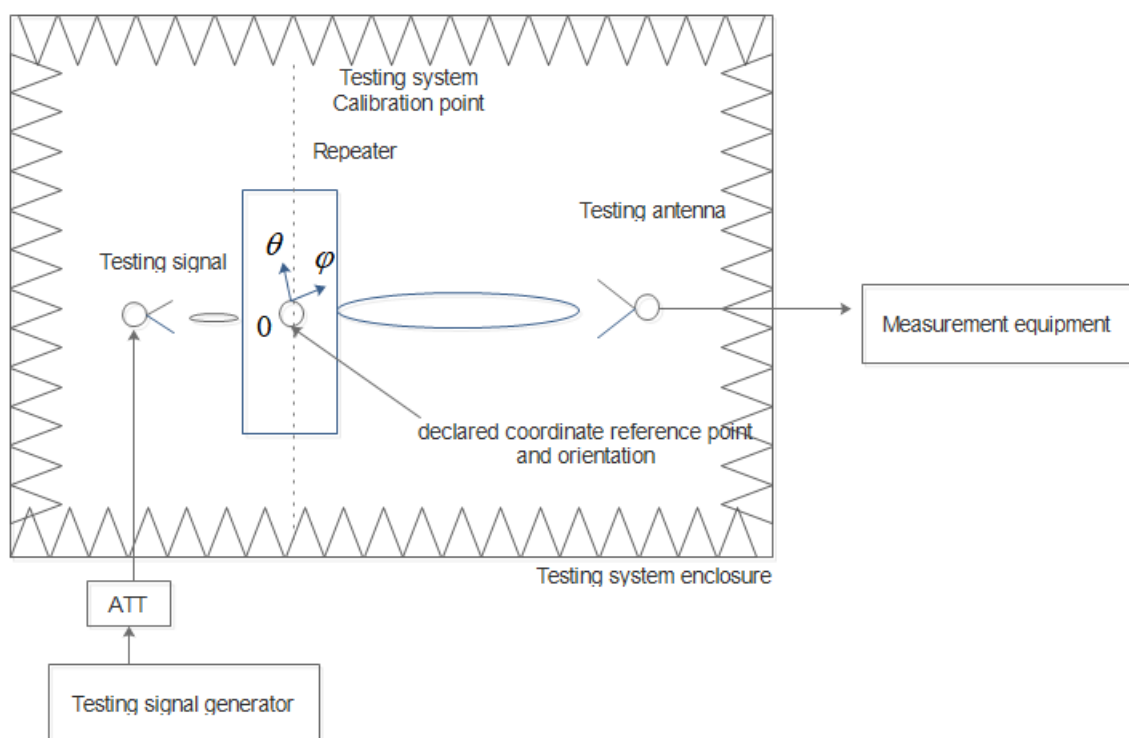 Testing system
Calibration point
Repeater
Testing antenna
θ
φ
Testing signal
0
Measurement equipment
declared coordinate reference point
and orientation
Testing system enclosure
ATT
Testing signal generator